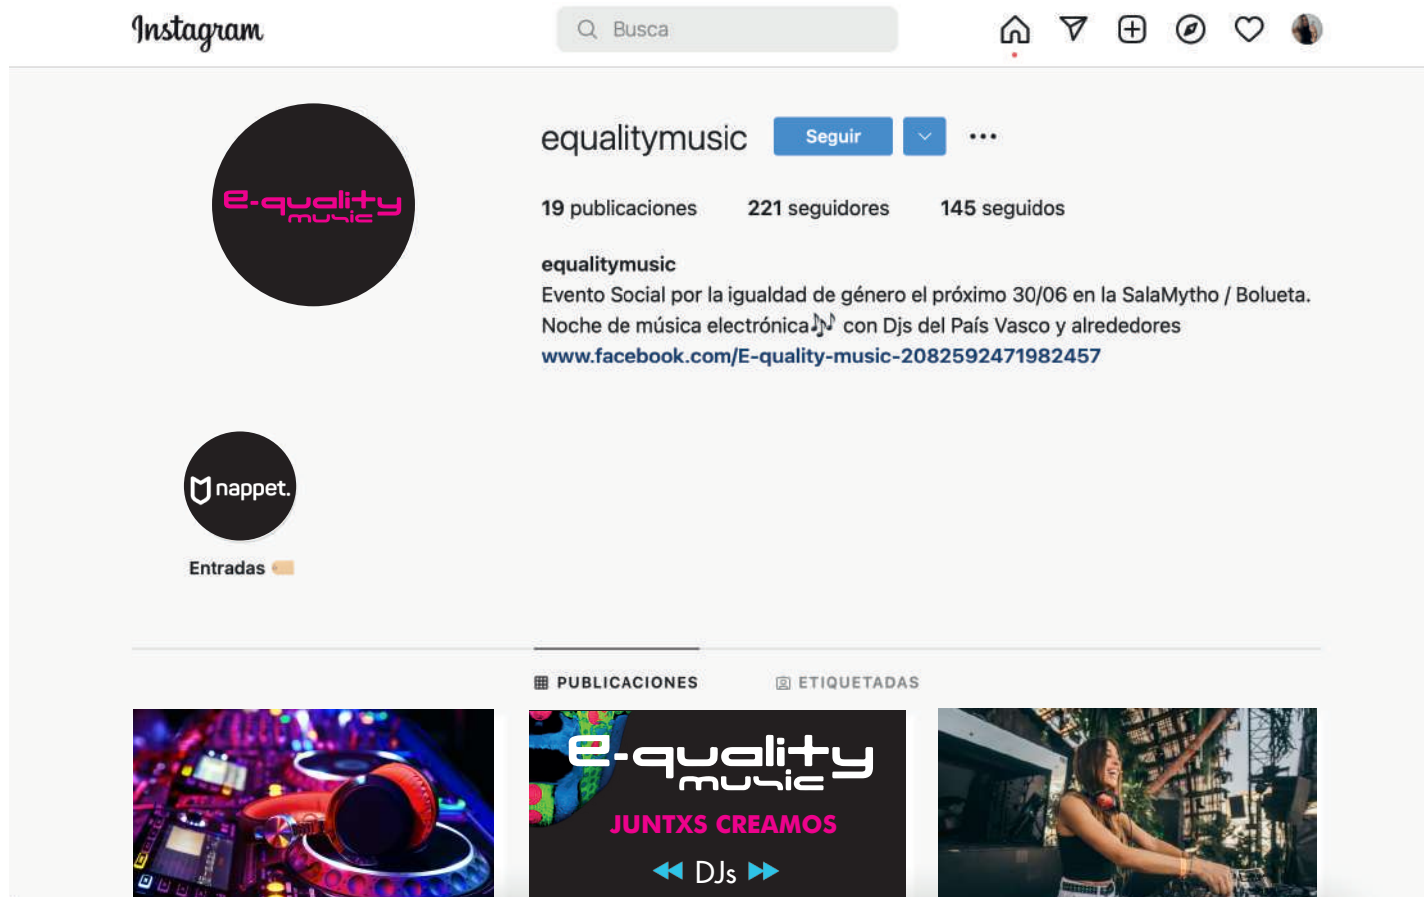 Instagram
Busca
equalitymusic
Seguir
19 publicaciones 221 seguidores 145 seguidos
e-quality
music
equalitymusic
Evento Social por la igualdad de género el próximo 30/06 en la SalaMytho / Bolueta.
Noche de música electrónica🎶 con Djs del País Vasco y alrededores
www.facebook.com/E-quality-music-2082592471982457
nappet.
Entradas
PUBLICACIONES ETIQUETADAS
e-quality
music
JUNTXS CREAMOS
DJs